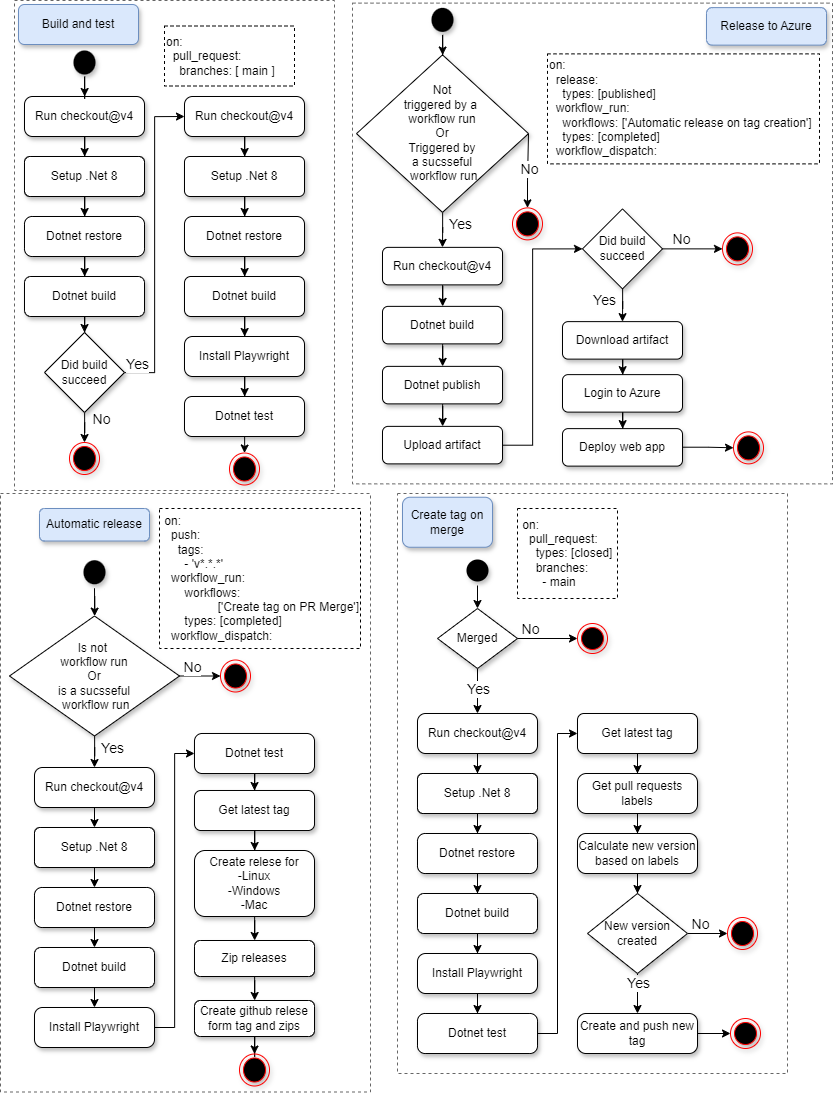 Build and test
on:
pull_request:
branches: [ main ]
Run checkout@v4
Setup .Net 8
Dotnet restore
Dotnet build
Did build
succeed
Yes
No
Run checkout@v4
Setup .Net 8
Dotnet restore
Dotnet build
Install Playwright
Dotnet test
Release to Azure
on:
release:
types: [published]
workflow_run:
workflows: ['Automatic release on tag creation']
types: [completed]
workflow_dispatch:
Not
triggered by a
workflow run
Or
Triggered by
a sucsseful
workflow run
No
Yes
Run checkout@v4
Dotnet build
Dotnet publish
Upload artifact
Did build
succeed
No
Yes
Download artifact
Login to Azure
Deploy web app
Automatic release
on:
push:
tags:
- 'v*.*.*'
workflow_run:
workflows:
['Create tag on PR Merge']
types: [completed]
workflow_dispatch:
Is not
workflow run
Or
is a sucsseful
workflow run
No
Yes
Run checkout@v4
Setup .Net 8
Dotnet restore
Dotnet build
Install Playwright
Dotnet test
Get latest tag
Create relese for
-Linux
-Windows
-Mac
Zip releases
Create github relese
form tag and zips
Create tag on
merge
on:
pull_request:
types: [closed]
branches:
- main
Merged
No
Yes
Run checkout@v4
Setup .Net 8
Dotnet restore
Dotnet build
Install Playwright
Dotnet test
Get latest tag
Get pull requests
labels
Calculate new version
based on labels
New version
created
No
Yes
Create and push new
tag